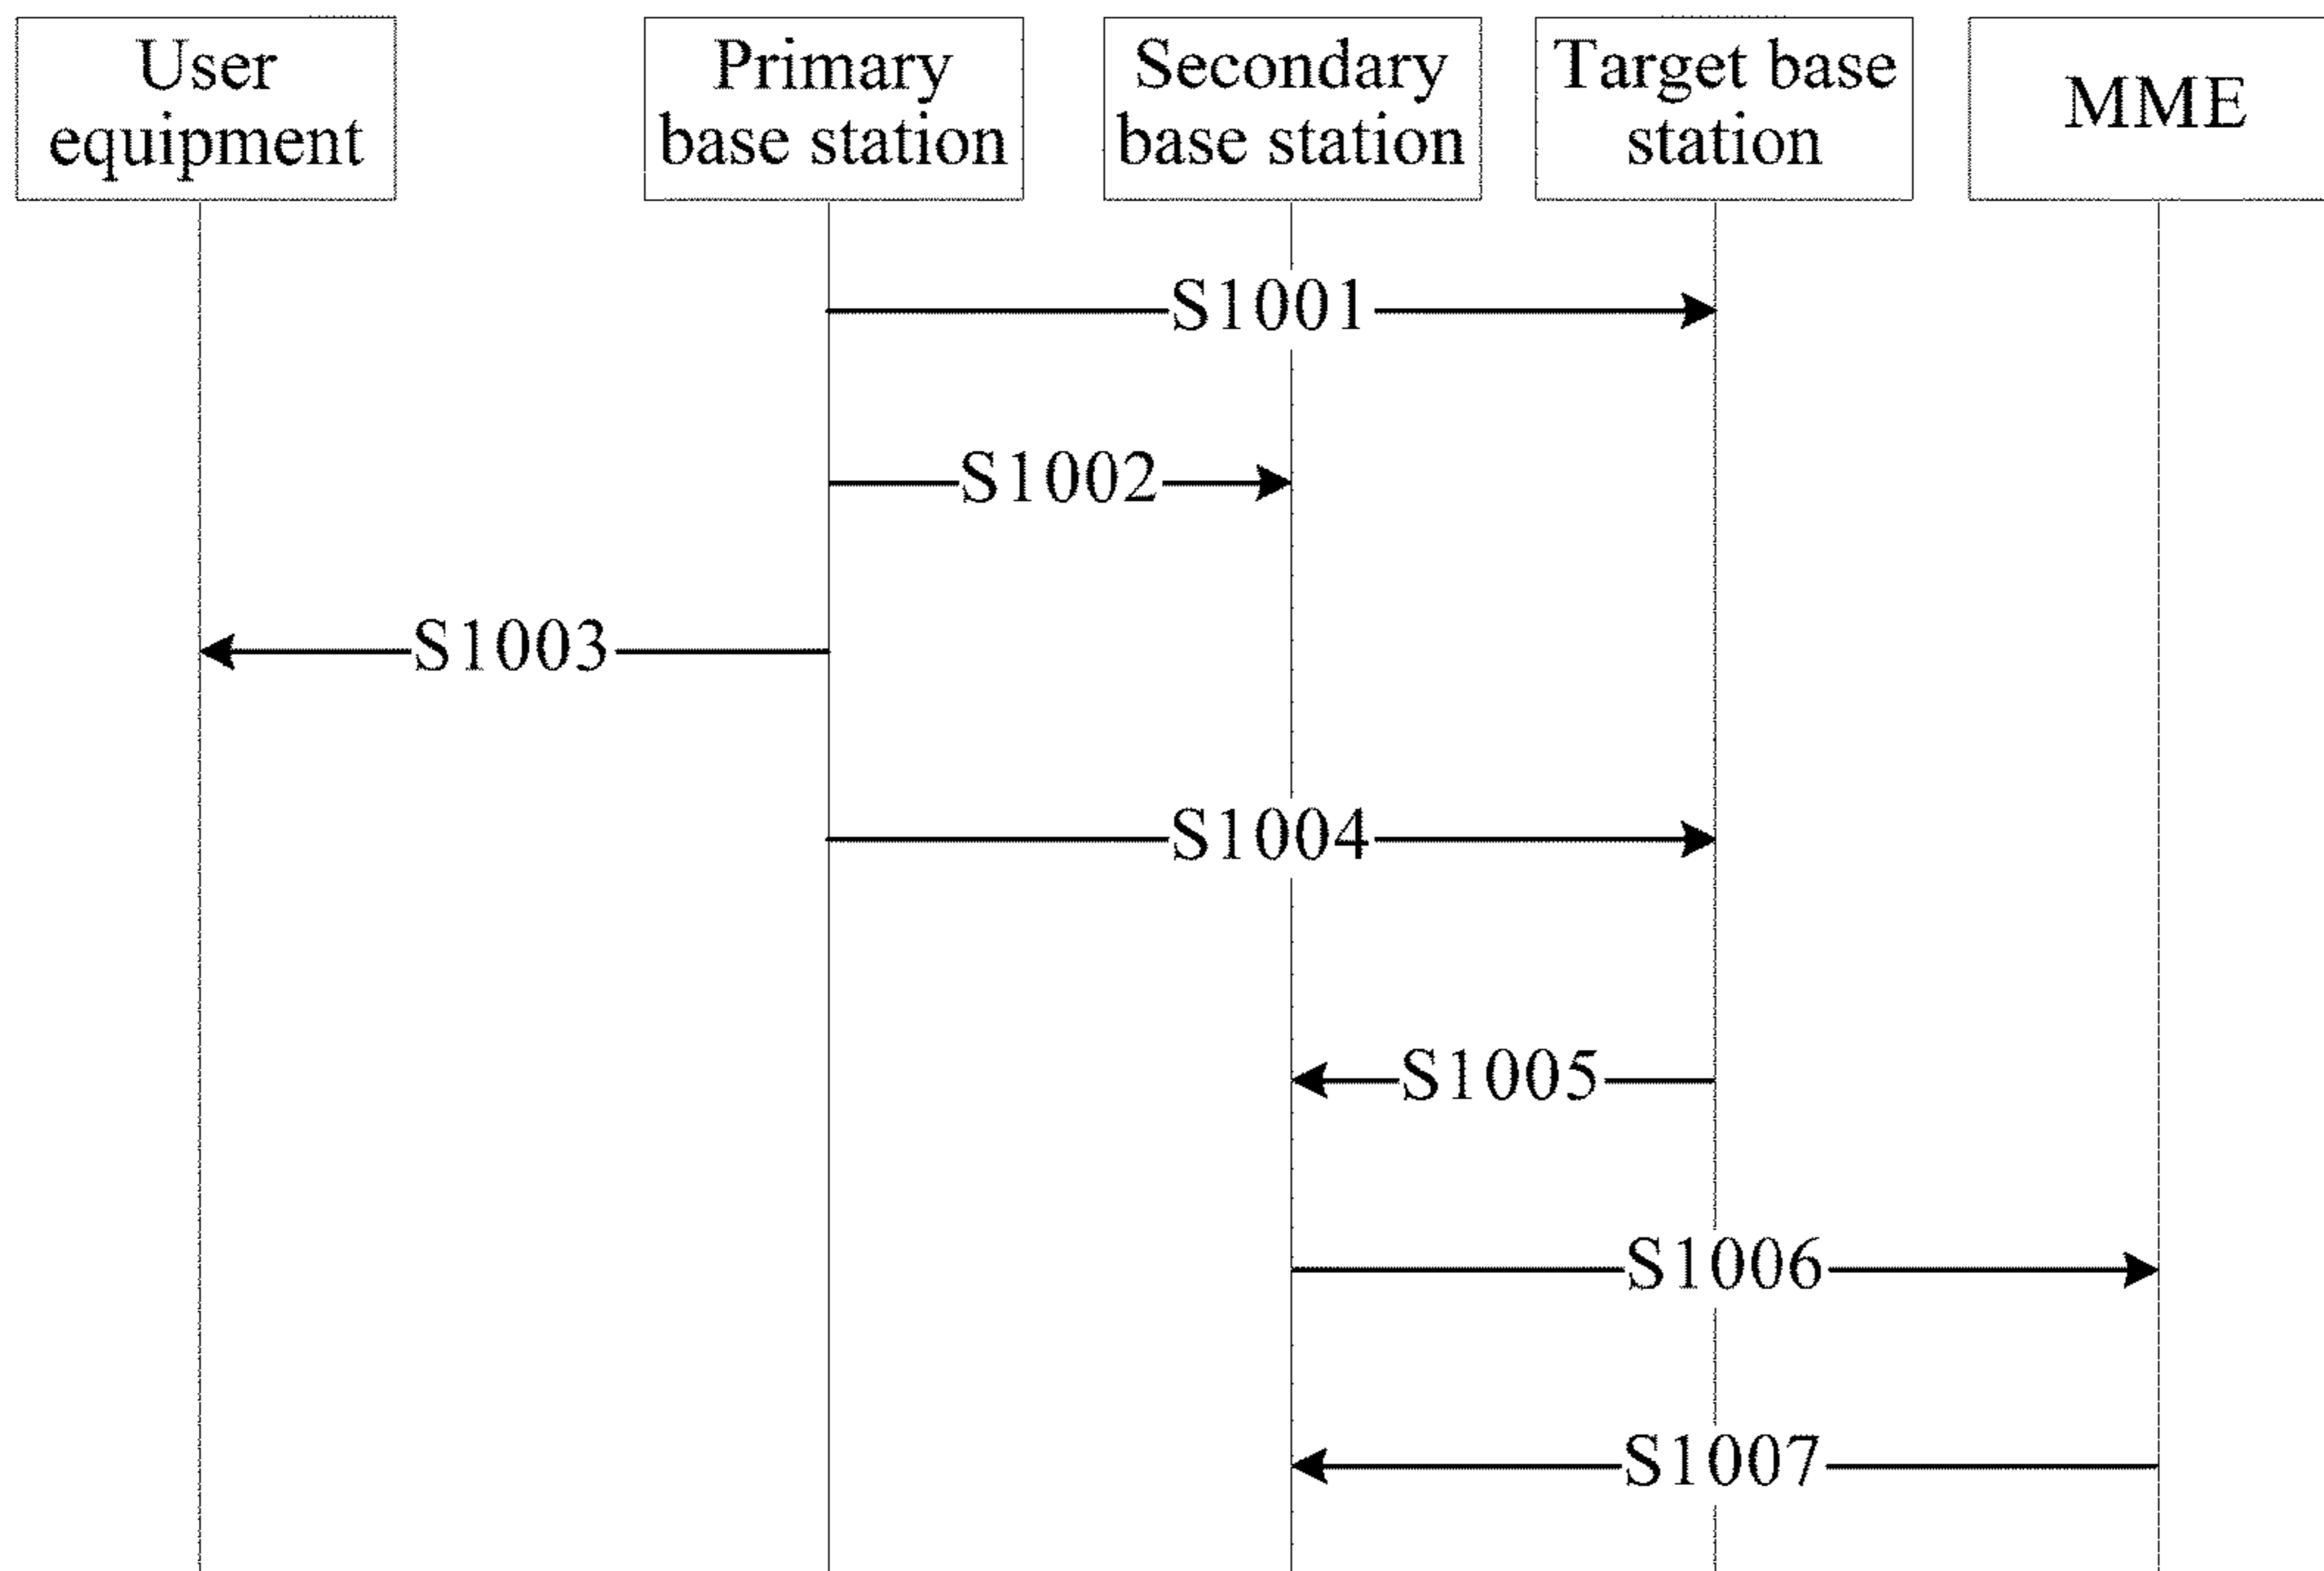 User
equipment
Primary
base station
Secondary
base station
Target base
station
MME
S1001
S1002
S1003
S1004
S1005
S1006
S1007